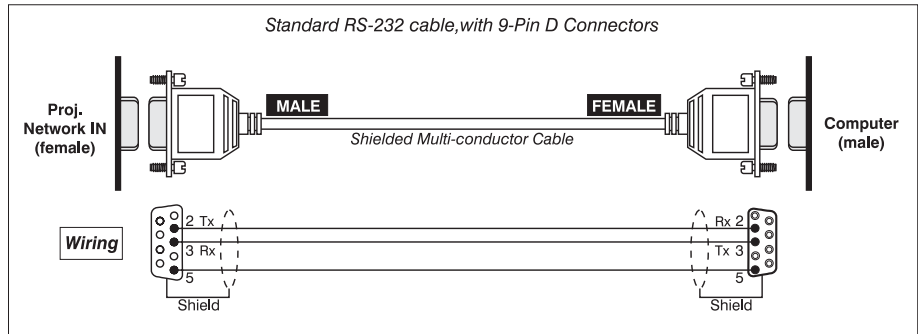 Standard RS-232 cable,with 9-Pin D Connectors
Proj.
Network IN
(female)
MALE
FEMALE
Shielded Multi-conductor Cable
Computer
(male)
Wiring
2 Tx
3 Rx
5
Shield
Rx 2
Tx 3
5
Shield